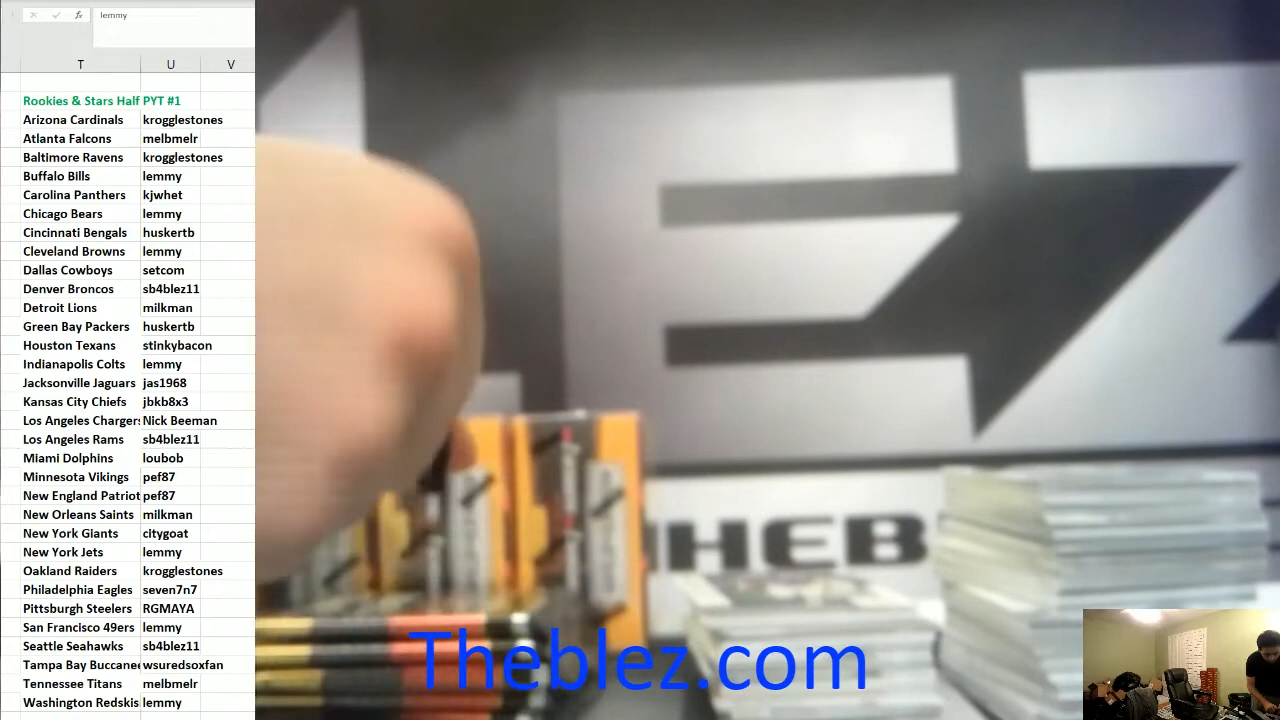 lemmy
T U V
Rookies & Stars Half PYT #1
Arizona Cardinals krogglestones
Atlanta Falcons melbmelr
Baltimore Ravens krogglestones
Buffalo Bills lemmy
Carolina Panthers kjwhet
Chicago Bears lemmy
Cincinnati Bengals huskertb
Cleveland Browns lemmy
Dallas Cowboys setcom
Denver Broncos sb4blez11
Detroit Lions milkman
Green Bay Packers huskertb
Houston Texans stinkybacon
Indianapolis Colts lemmy
Jacksonville Jaguars jas1968
Kansas City Chiefs jbkb8x3
Los Angeles Chargers Nick Beeman
Los Angeles Rams sb4blez11
Miami Dolphins loubob
Minnesota Vikings pef87
New England Patriot pef87
New Orleans Saints milkman
New York Giants citygoat
New York Jets lemmy
Oakland Raiders krogglestones
Philadelphia Eagles seven7n7
Pittsburgh Steelers RGMAYA
San Francisco 49ers lemmy
Seattle Seahawks sb4blez11
Tampa Bay Buccanee wsuredsoxfan
Tennessee Titans melbmelr
Washington Redskis lemmy
EZ
HEB
Theblez.com